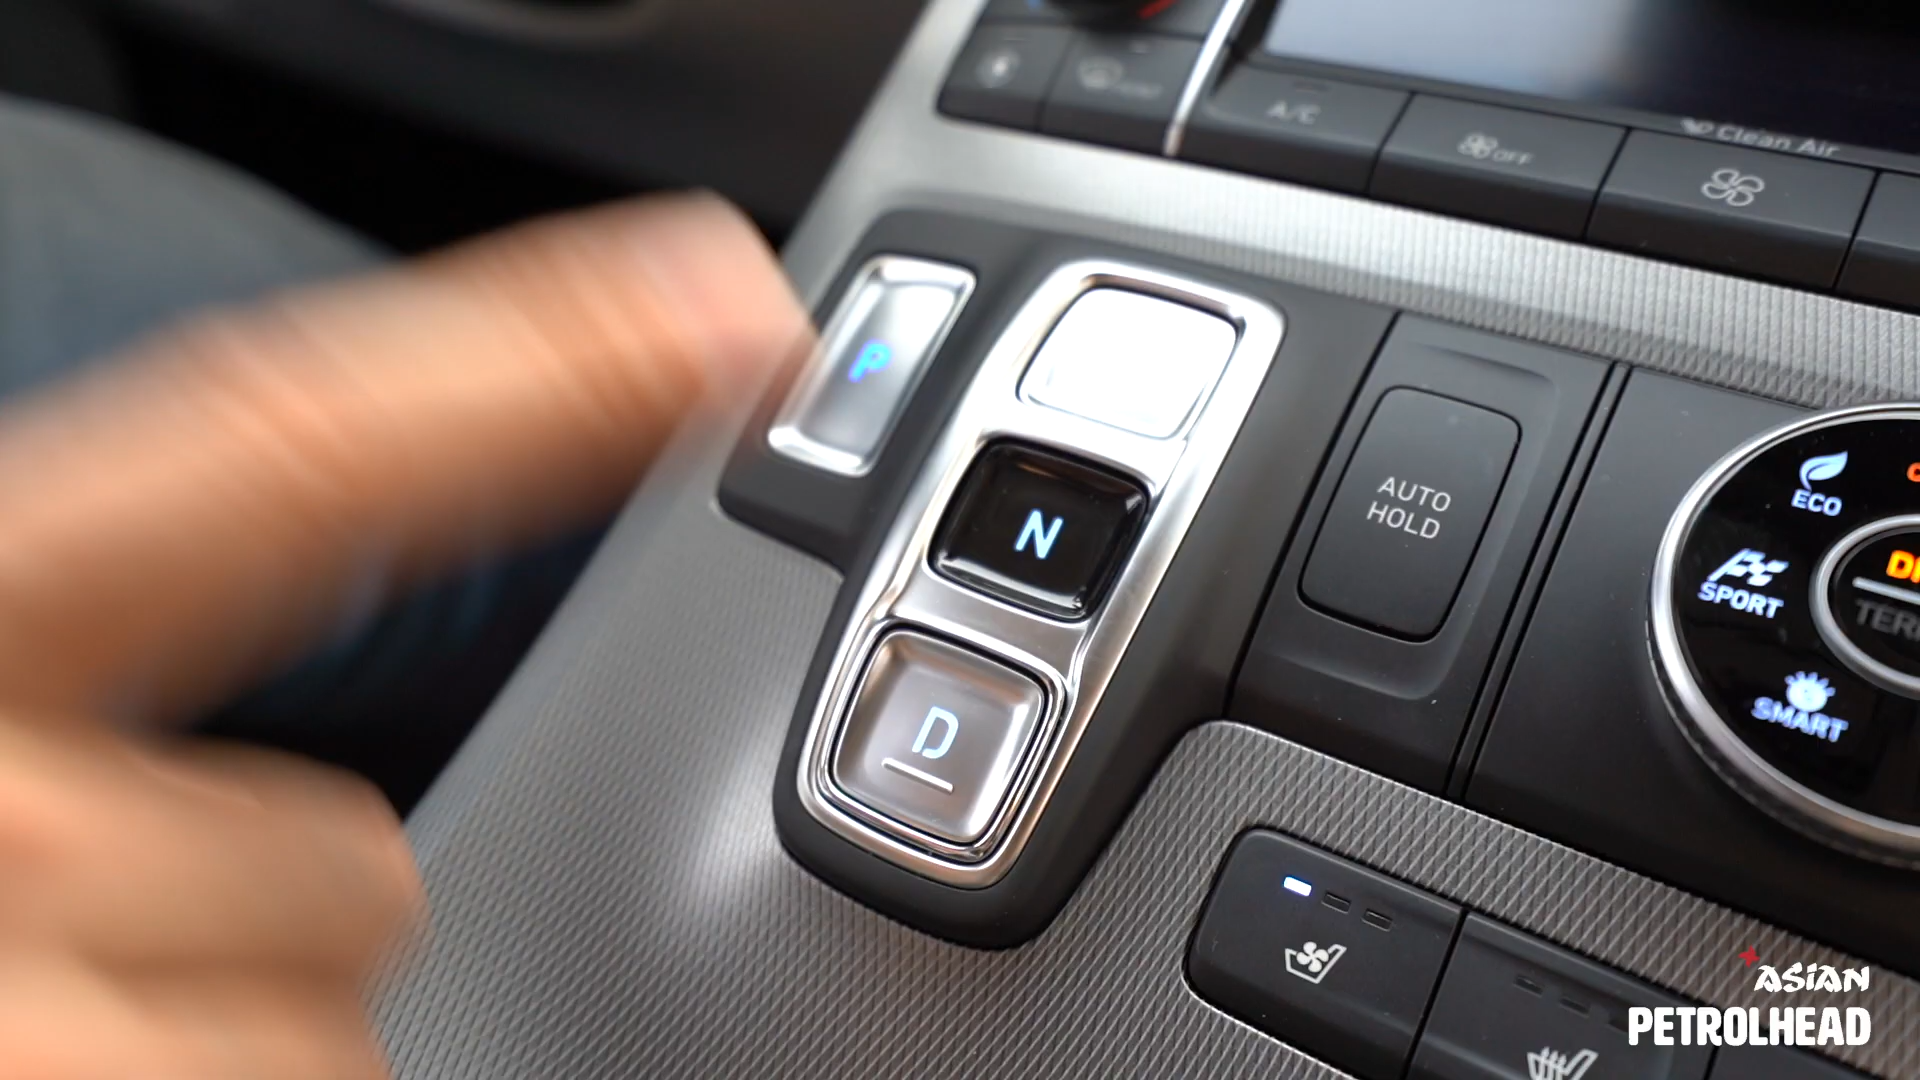 A/C
OFF
Clean Air
P
N
D
AUTO
HOLD
ECO
SPORT
SMART
ASIAN
PETROLHEAD